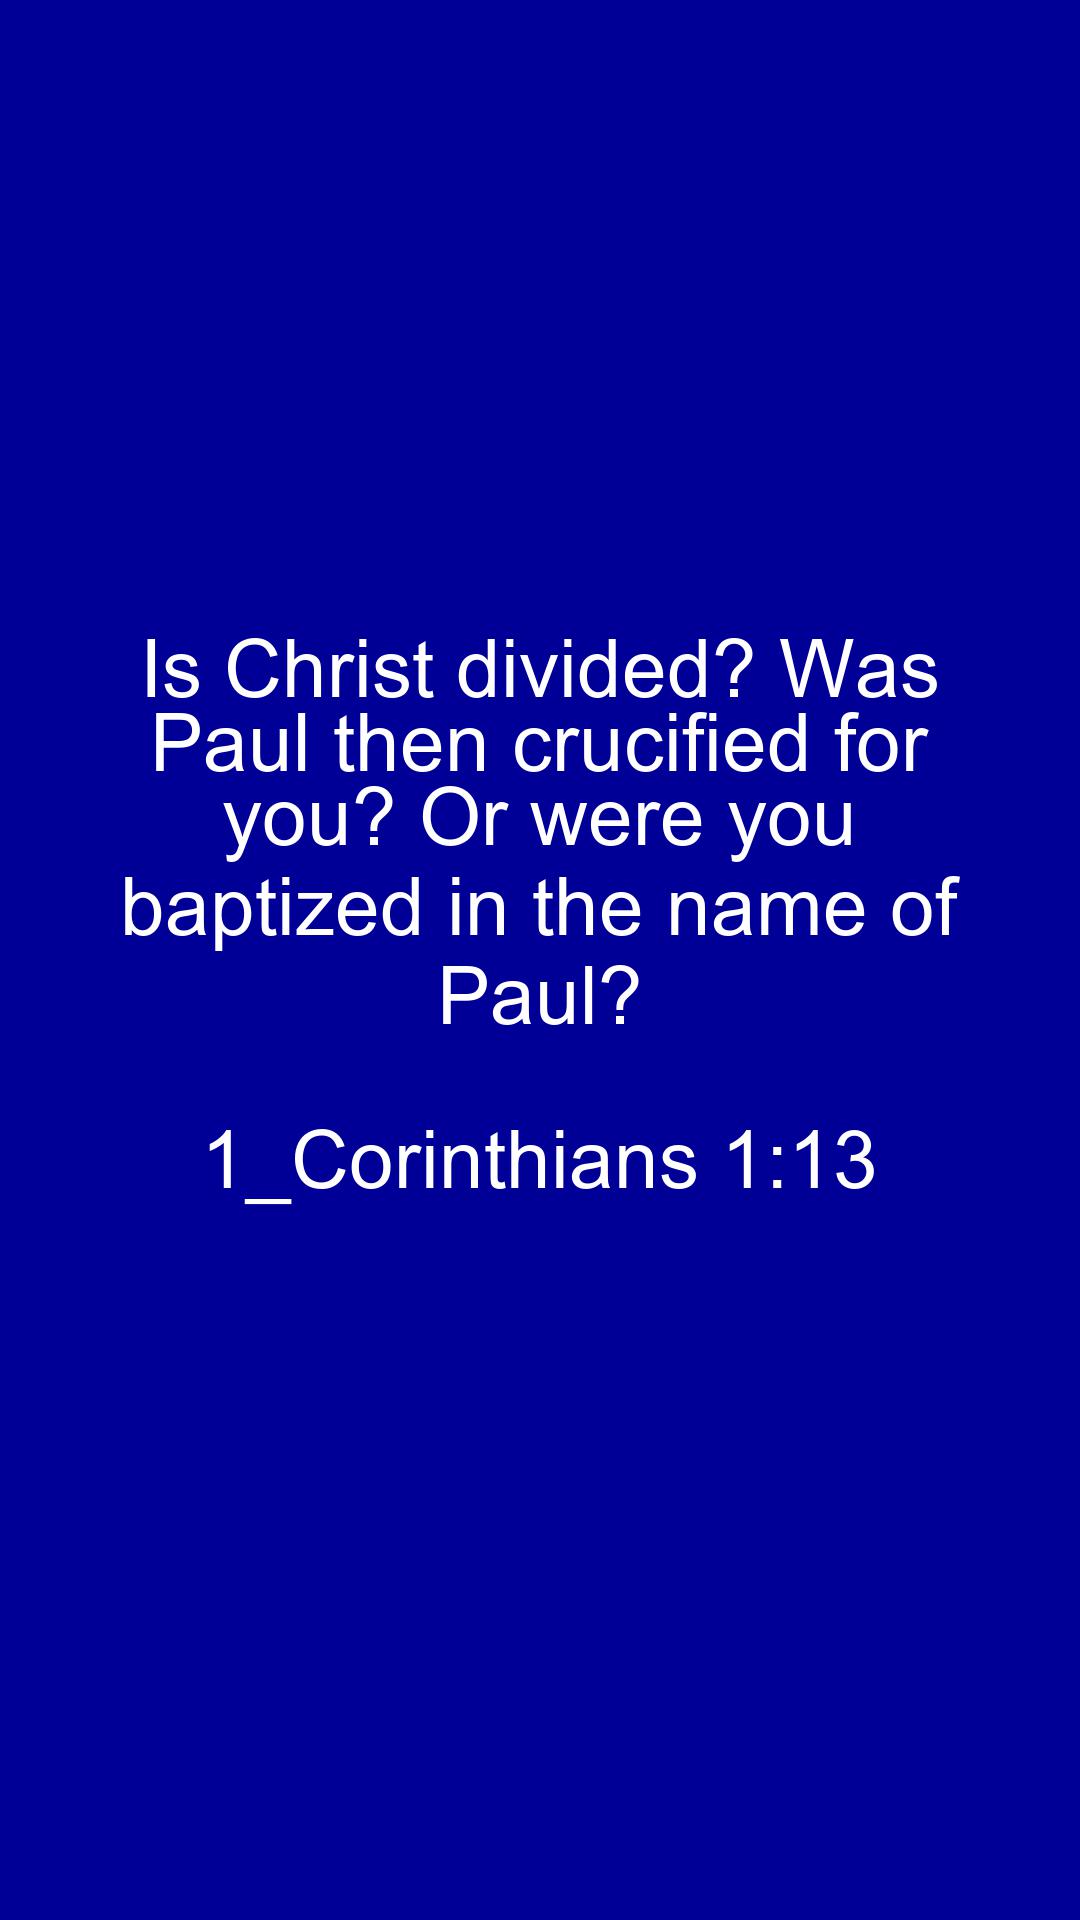 Is Christ divided? Was
Paul then crucified for
you? Or were you
baptized in the name of
Paul?
1_Corinthians 1:13